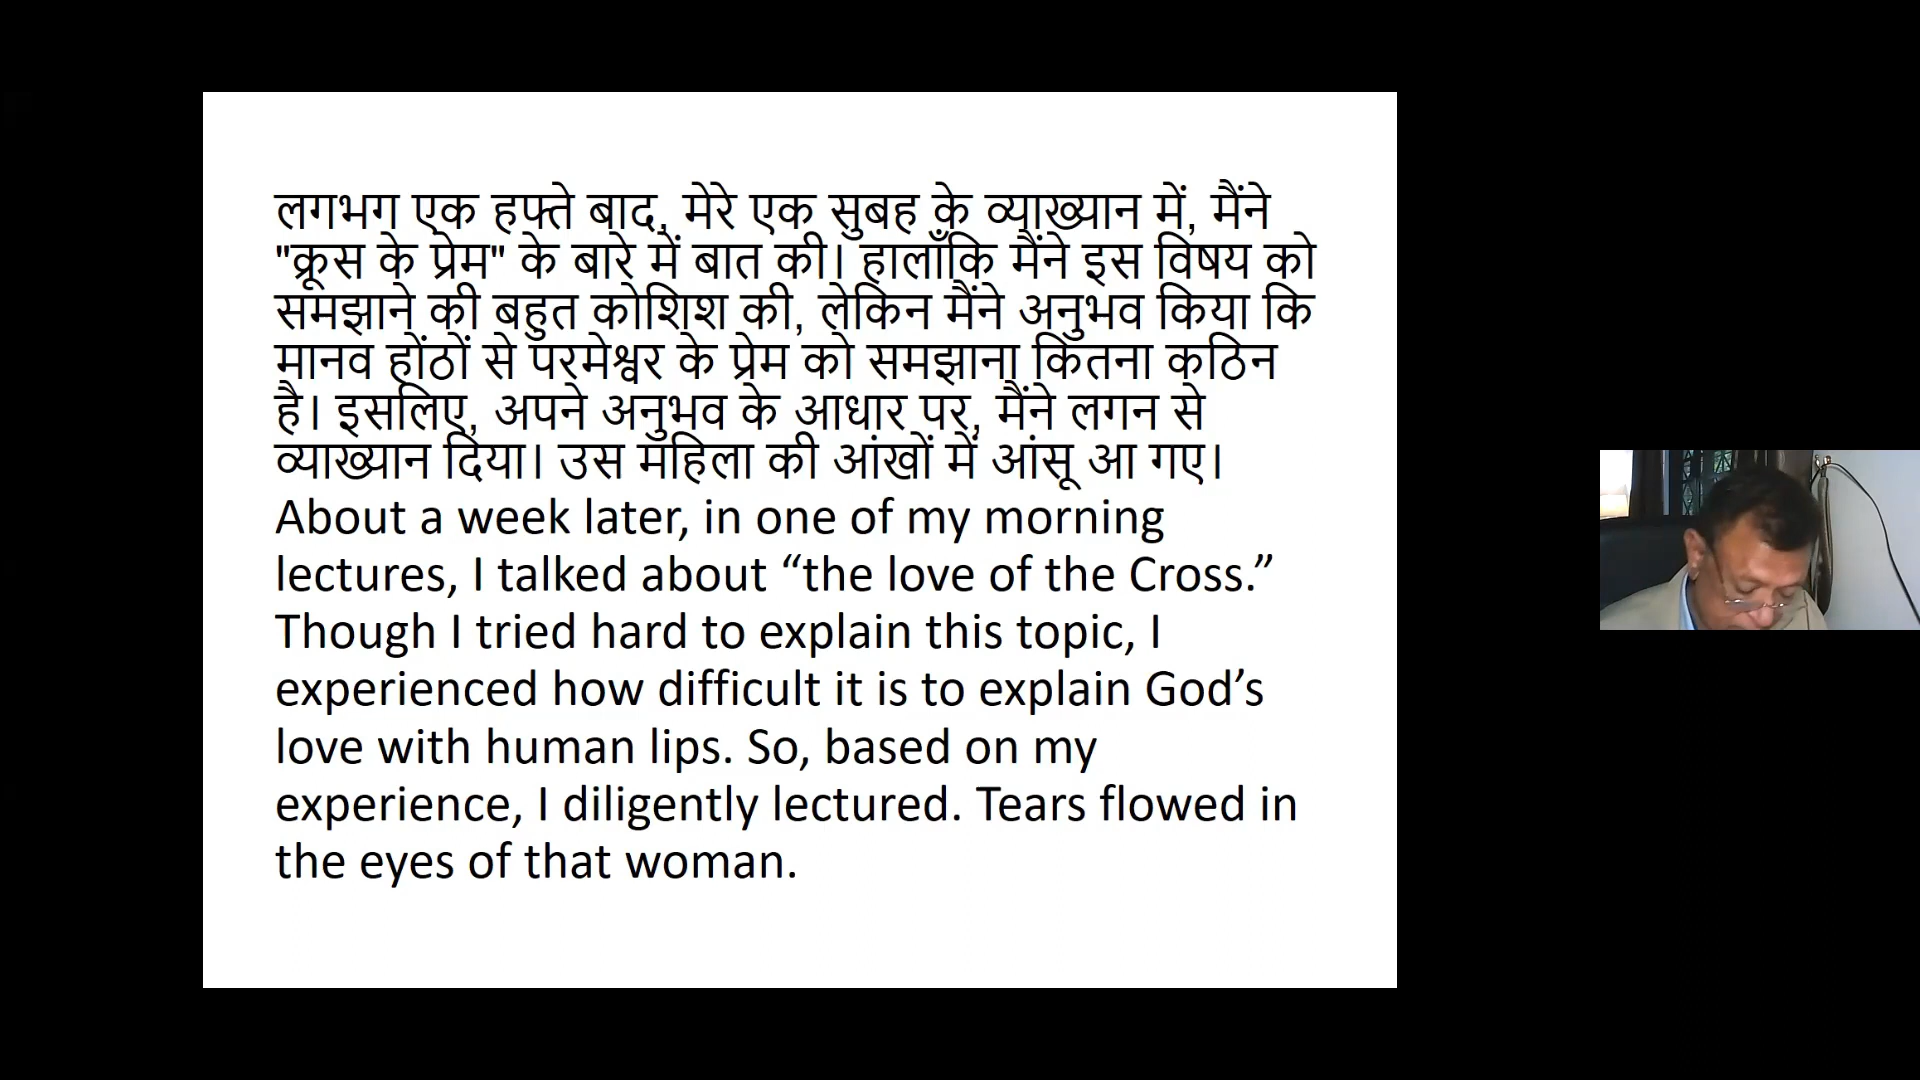 लगभग एक हफ्ते बाद, मेरे एक सुबह के व्याख्यान में, मैंने
"क्रूस के प्रेम" के बारे में बात की। हालाँकि मैंने इस विषय को
समझाने की बहुत कोशिश की, लेकिन मैंने अनुभव किया कि
मानव होंठों से परमेश्वर के प्रेम को समझाना कितना कठिन
है। इसलिए, अपने अनुभव के आधार पर, मैंने लगन से
व्याख्यान दिया। उस महिला की आंखों में आंसू आ गए।
About a week later, in one of my morning
lectures, I talked about “the love of the Cross.”
Though I tried hard to explain this topic, I
experienced how difficult it is to explain God’s
love with human lips. So, based on my
experience, I diligently lectured. Tears flowed in
the eyes of that woman.